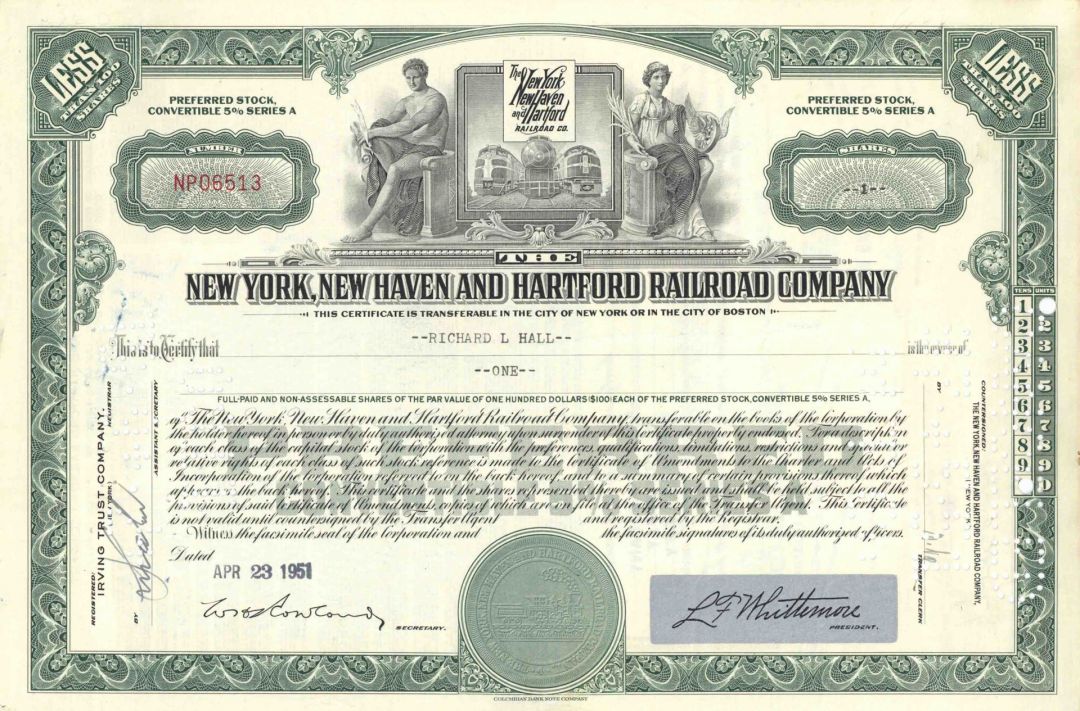 LESS
THAN 100
SHARES
LESS
THAN 100
SHARES
PREFERRED STOCK,
CONVERTIBLE 5% SERIES A
PREFERRED STOCK,
CONVERTIBLE 5% SERIES A
The New York
New Haven
and Hartford
RAILROAD CO.
NUMBER
NP06513
SHARES
--1--
THE
NEW YORK, NEW HAVEN AND HARTFORD RAILROAD COMPANY
THIS CERTIFICATE IS TRANSFERABLE IN THE CITY OF NEW YORK OR IN THE CITY OF BOSTON
This is to Certify that
--RICHARD L HALL--
is the owner of
--ONE--
FULL-PAID AND NON-ASSESSABLE SHARES OF THE PAR VALUE OF ONE HUNDRED DOLLARS ($100) EACH OF THE PREFERRED STOCK, CONVERTIBLE 5% SERIES A,
of The New York, New Haven and Hartford Railroad Company, transferable on the books of the Corporation by
the holder hereof in person or by duly authorized attorney upon surrender of this Certificate properly endorsed. For a description
of each class of the capital stock of the corporation with the preferences, qualifications, limitations, restrictions and special or
relative rights of each class of such stock reference is made to the Certificate of Amendments to the Charter and Acts of
Incorporation of the Corporation referred to on the back hereof, and to a summary of certain provisions thereof which
appears on the back hereof. This certificate and the shares represented thereby are issued and shall be held subject to all the
provisions of said Certificate of Amendments, copies of which are on file at the office of the Transfer Agent. This Certificate
is not valid until countersigned by the Transfer Agent and registered by the Registrar.
Witness the facsimile seal of the Corporation and the facsimile signatures of its duly authorized officers.
Dated
APR 23 1951
SECRETARY.
L F Whittemore
PRESIDENT.
REGISTERED:
IRVING TRUST COMPANY,
(NEW YORK)
REGISTRAR
BY
ASSISTANT SECRETARY
COUNTERSIGNED:
THE NEW YORK, NEW HAVEN AND HARTFORD RAILROAD COMPANY,
(NEW YORK)
BY
TRANSFER CLERK
TENS UNITS
1
2 2
3 3
4 4
5 5
6 6
7 7
8 8
9 9
0
COLUMBIAN BANK NOTE COMPANY